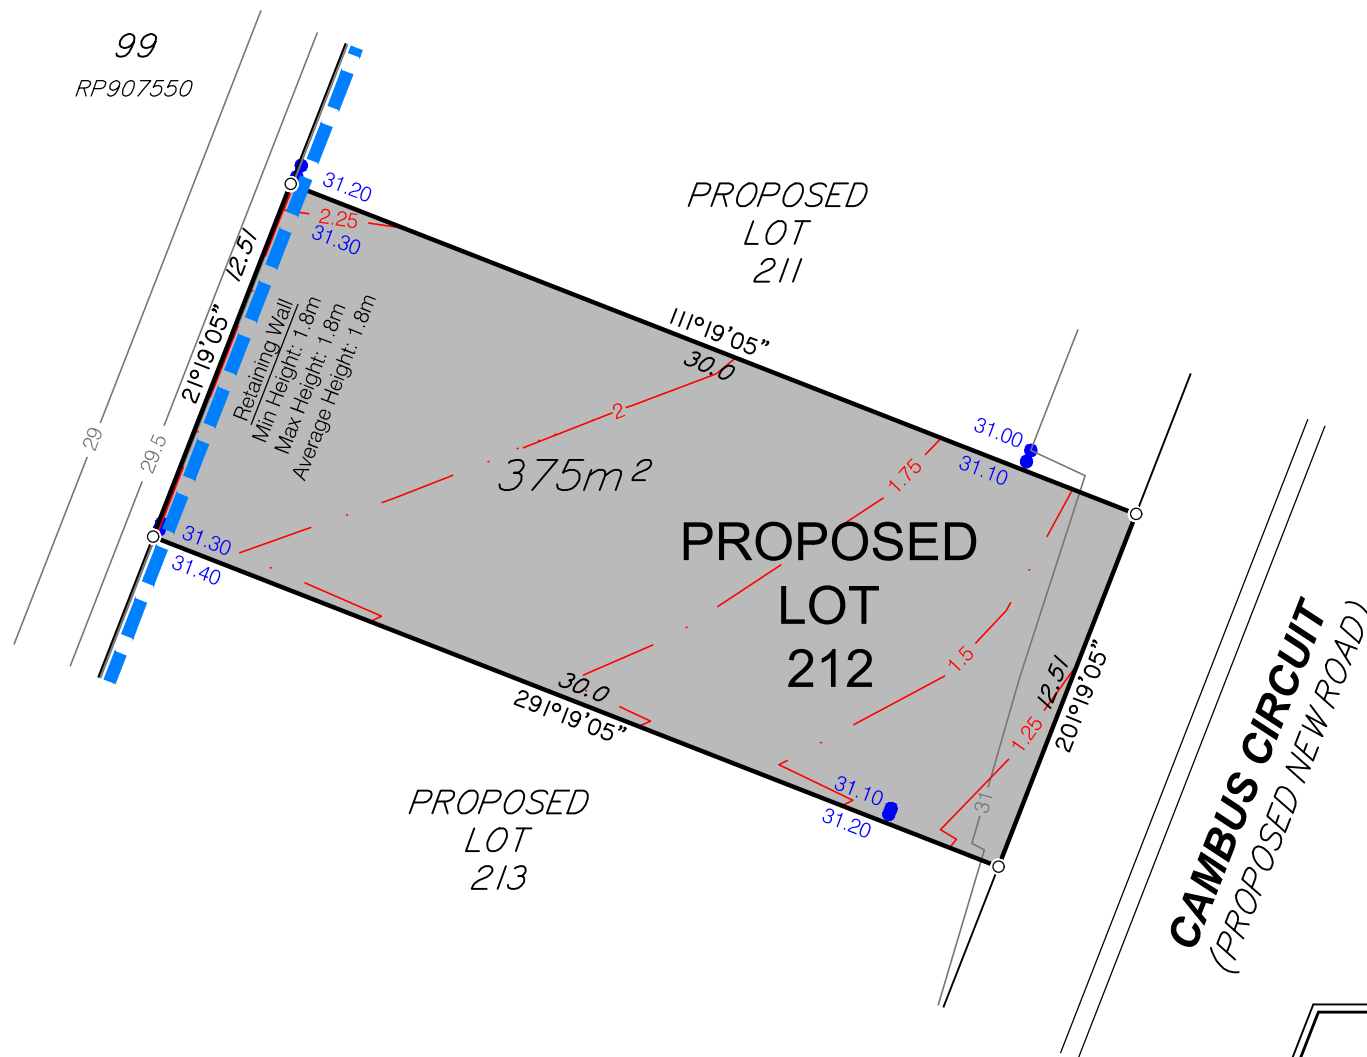 99
RP907550
31.20
2.25
31.30
12.51
21°19'05"
Retaining Wall
Min Height: 1.8m
Max Height: 1.8m
Average Height: 1.8m
29
29.5
PROPOSED
LOT
211
111°19'05"
30.0
2
375m²
31.00
31.10
1.75
PROPOSED
LOT
212
31.30
31.40
1.5
12.51
201°19'05"
1.25
30.0
291°19'05"
31.10
31.20
31
PROPOSED
LOT
213
CAMBUS CIRCUIT
(PROPOSED NEW ROAD)